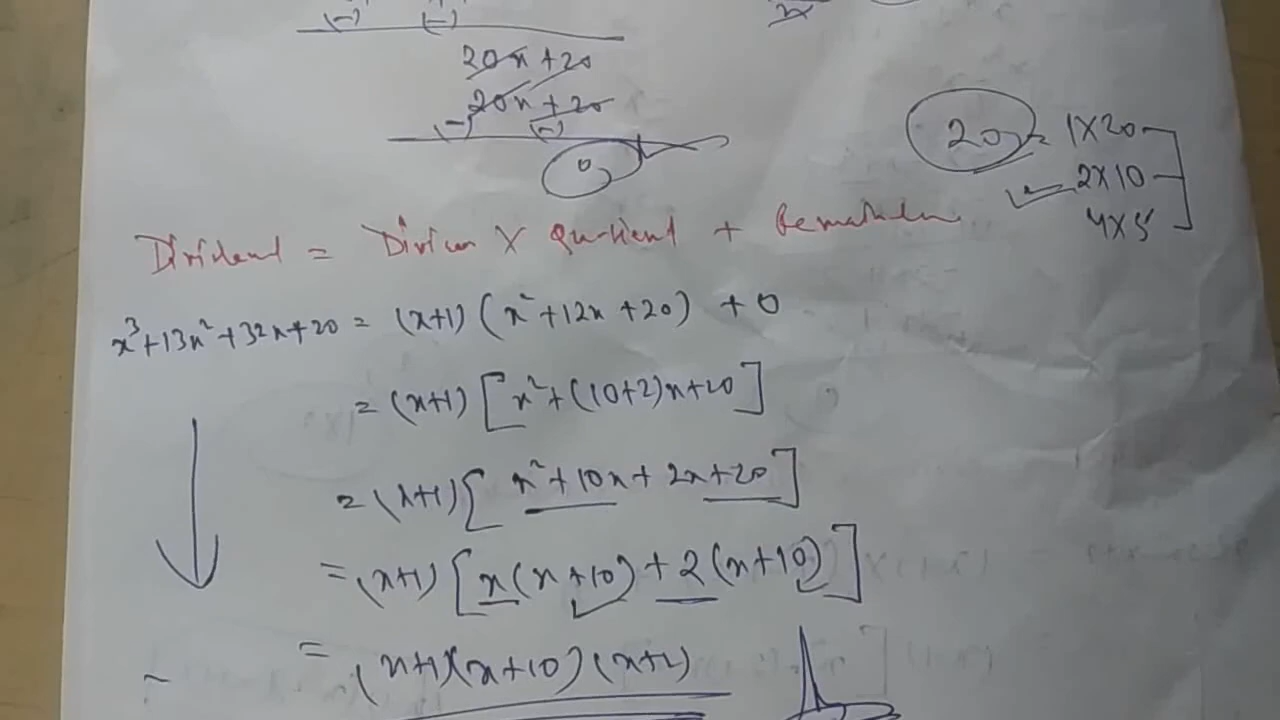 (-) (-)
20x + 20
20x + 20
(-) (-)
0
20 = 1 X 20
2 X 10
4 X 5
Divident = Divisor X Quotient +
x³+13x²+32x+20 = (x+1) (x²+12x+20) + 0
= (x+1) [x²+(10+2)x+20]
= (x+1) [x²+10x+2x+20]
= (x+1) [x(x+10)+2(x+10)]
= (x+1)(x+10)(x+2)